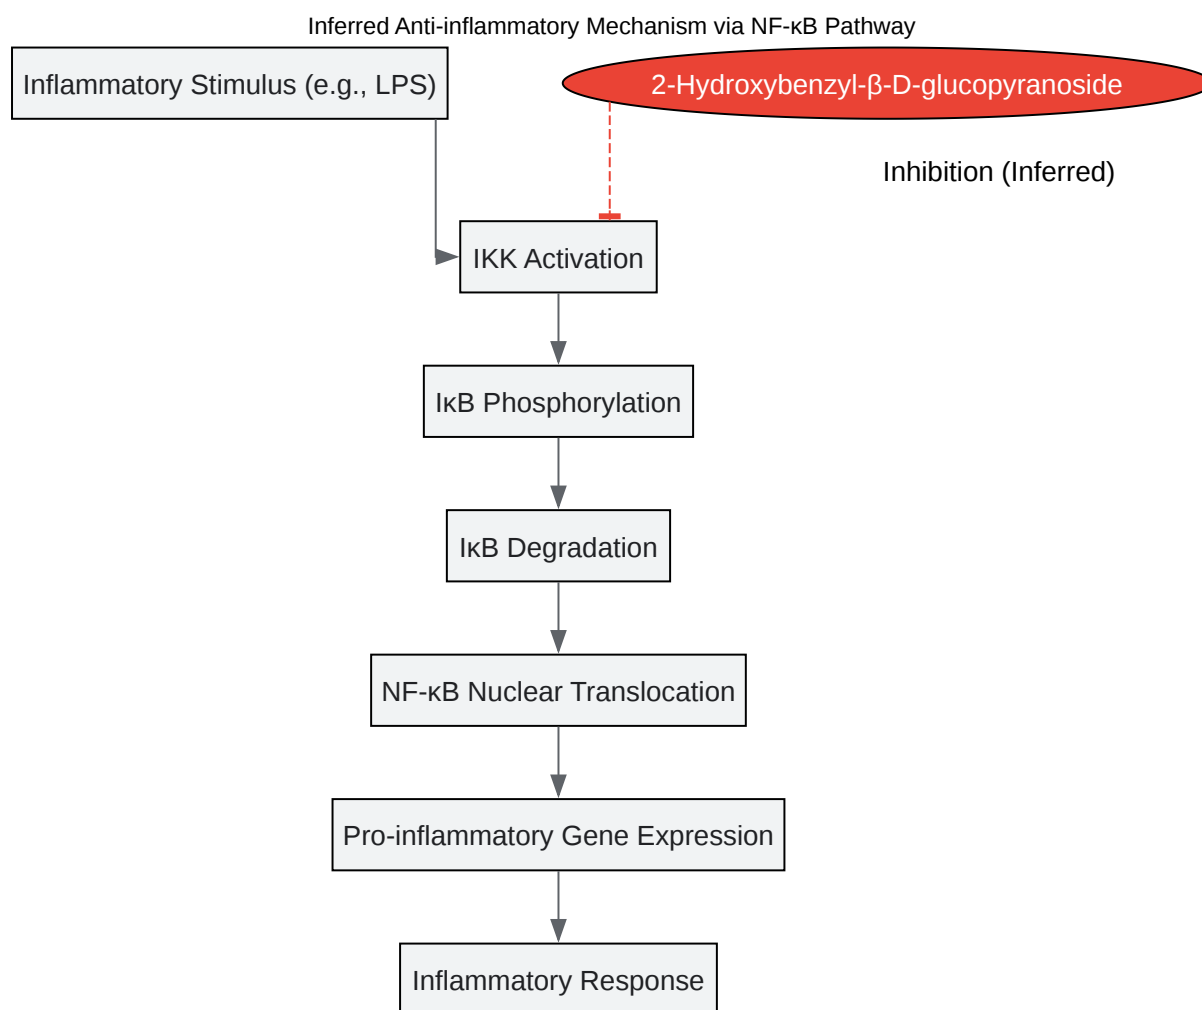 Inferred Anti-inflammatory Mechanism via NF-κB Pathway
Inflammatory Stimulus (e.g., LPS)
2-Hydroxybenzyl-β-D-glucopyranoside
Inhibition (Inferred)
IKK Activation
IκB Phosphorylation
IκB Degradation
NF-κB Nuclear Translocation
Pro-inflammatory Gene Expression
Inflammatory Response